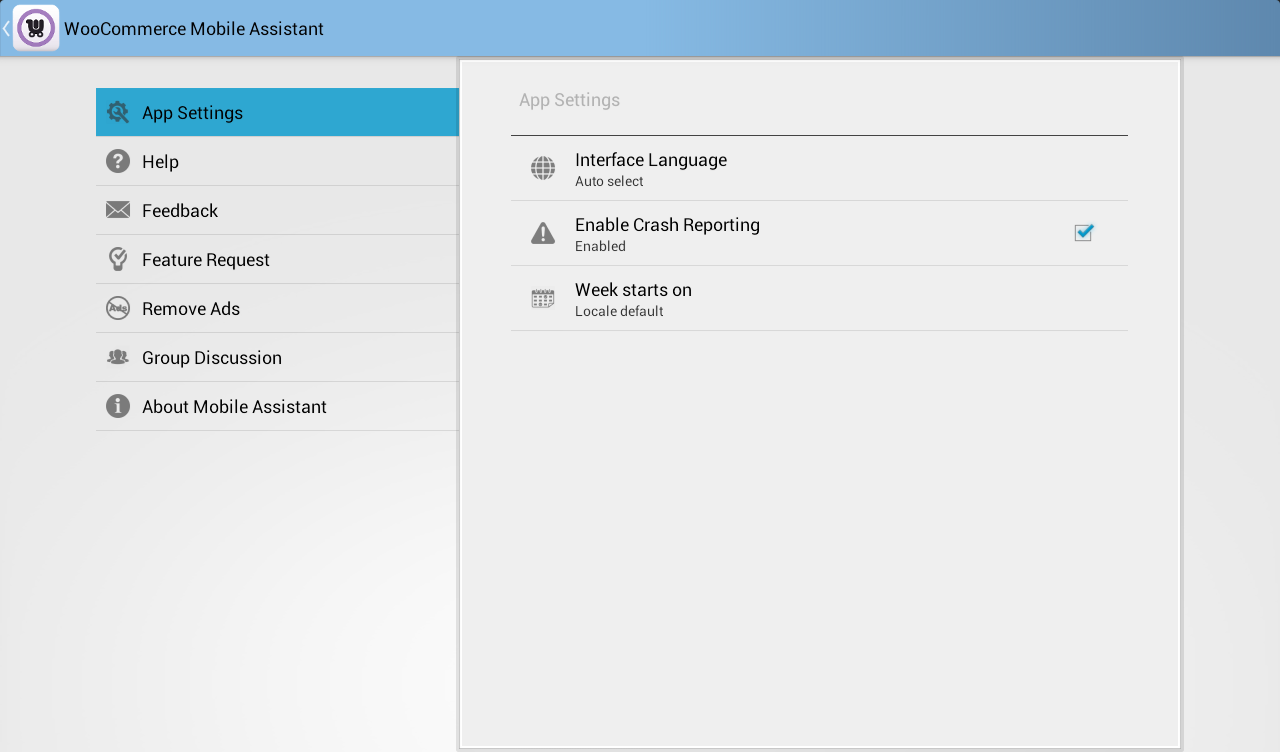 WooCommerce Mobile Assistant
App Settings
Help
Feedback
Feature Request
Ads
Remove Ads
Group Discussion
About Mobile Assistant
App Settings
Interface Language
Auto select
Enable Crash Reporting
Enabled
Week starts on
Locale default